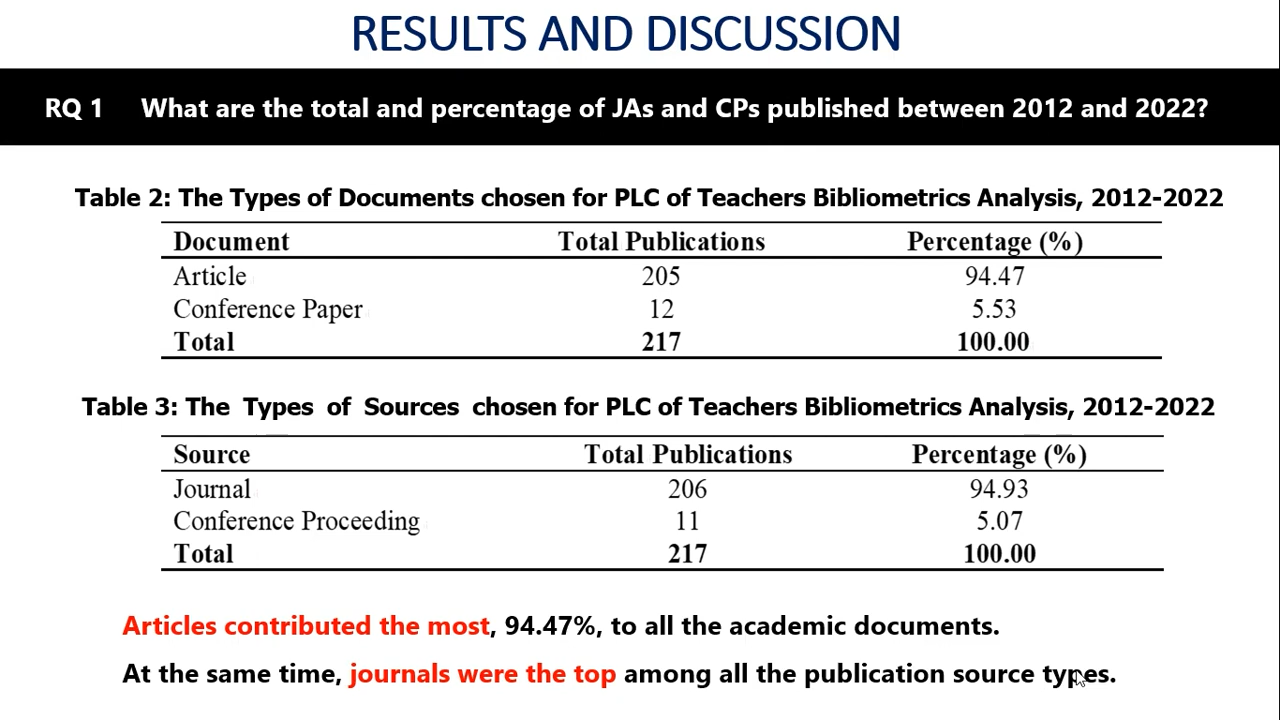 RESULTS AND DISCUSSION
RQ 1 What are the total and percentage of JAs and CPs published between 2012 and 2022?
Table 2: The Types of Documents chosen for PLC of Teachers Bibliometrics Analysis, 2012-2022
Document Total Publications Percentage (%)
Article 205 94.47
Conference Paper 12 5.53
Total 217 100.00
Table 3: The Types of Sources chosen for PLC of Teachers Bibliometrics Analysis, 2012-2022
Source Total Publications Percentage (%)
Journal 206 94.93
Conference Proceeding 11 5.07
Total 217 100.00
Articles contributed the most, 94.47%, to all the academic documents.
At the same time, journals were the top among all the publication source types.